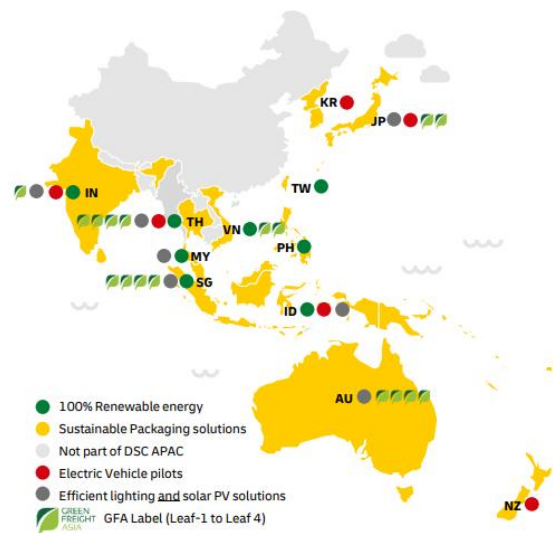 KR
JP
IN
TW
TH
VN
MY
PH
SG
ID
AU
100% Renewable energy
Sustainable Packaging solutions
Not part of DSC APAC
Electric Vehicle pilots
Efficient lighting and solar PV solutions
GREEN
FREIGHT
ASIA
GFA Label (Leaf-1 to Leaf 4)
NZ